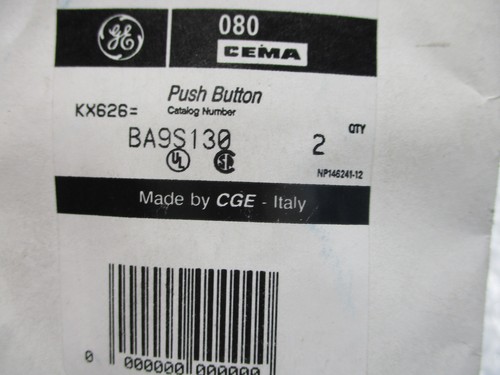 GE
080
CEMA
Push Button
KX626=
Catalog Number
BA9S130
2
QTY
UL
NP146241-12
Made by CGE - Italy
0 000000 000000